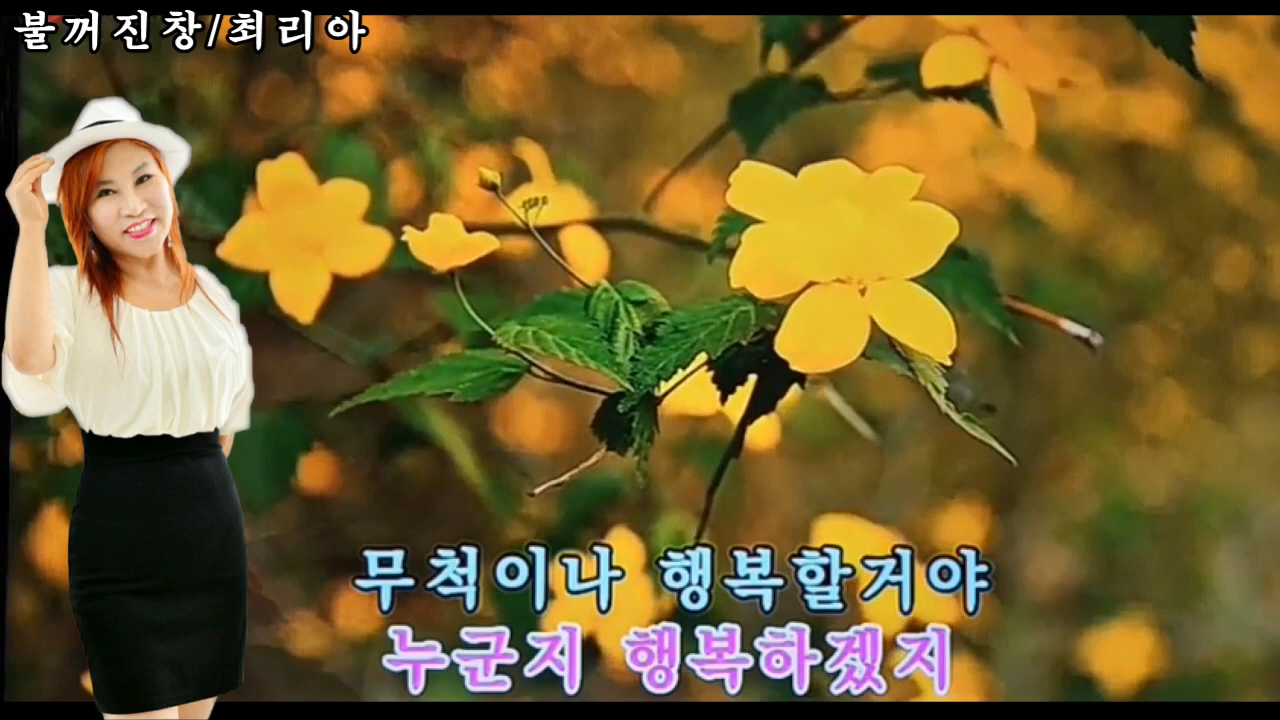 불꺼진창/최리아
무척이나 행복할거야
누군지 행복하겠지